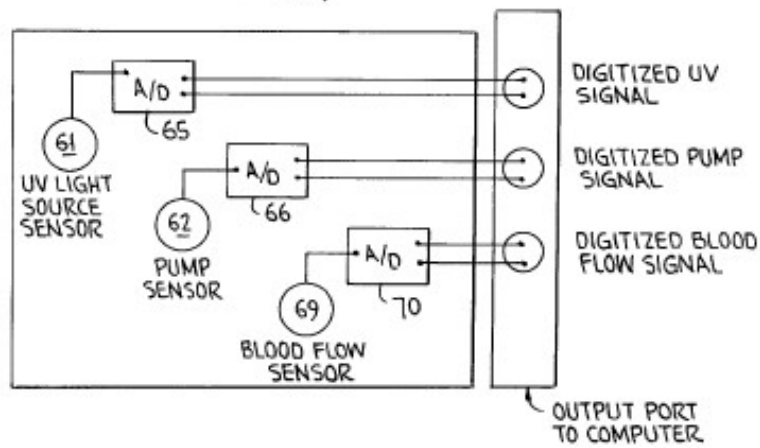 A/D
65
DIGITIZED UV
SIGNAL
61
UV LIGHT
SOURCE
SENSOR
A/D
66
DIGITIZED PUMP
SIGNAL
62
PUMP
SENSOR
A/D
70
DIGITIZED BLOOD
FLOW SIGNAL
69
BLOOD FLOW
SENSOR
OUTPUT PORT
TO COMPUTER